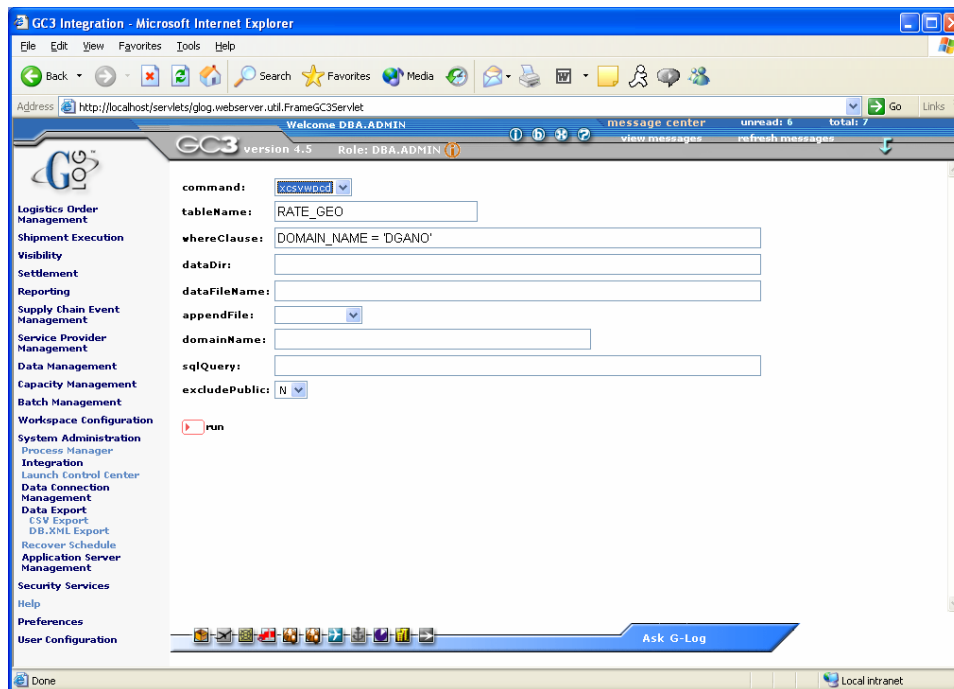 GC3 Integration - Microsoft Internet Explorer
File Edit View Favorites Tools Help
Back Search Favorites Media
Address http://localhost/servlets/glog.webserver.util.FrameGC3Servlet Go Links
Welcome DBA.ADMIN message center unread: 6 total: 7
GC3 version 4.5 Role: DBA.ADMIN view messages refresh messages
G LOG
command: xcsvwpcd
tableName: RATE_GEO
whereClause: DOMAIN_NAME = 'DGANO'
dataDir:
dataFileName:
appendFile:
domainName:
sqlQuery:
excludePublic: N
run
Logistics Order
Management
Shipment Execution
Visibility
Settlement
Reporting
Supply Chain Event
Management
Service Provider
Management
Data Management
Capacity Management
Batch Management
Workspace Configuration
System Administration
Process Manager
Integration
Launch Control Center
Data Connection
Management
Data Export
CSV Export
DB.XML Export
Recover Schedule
Application Server
Management
Security Services
Help
Preferences
User Configuration
Ask G-Log
Done Local intranet